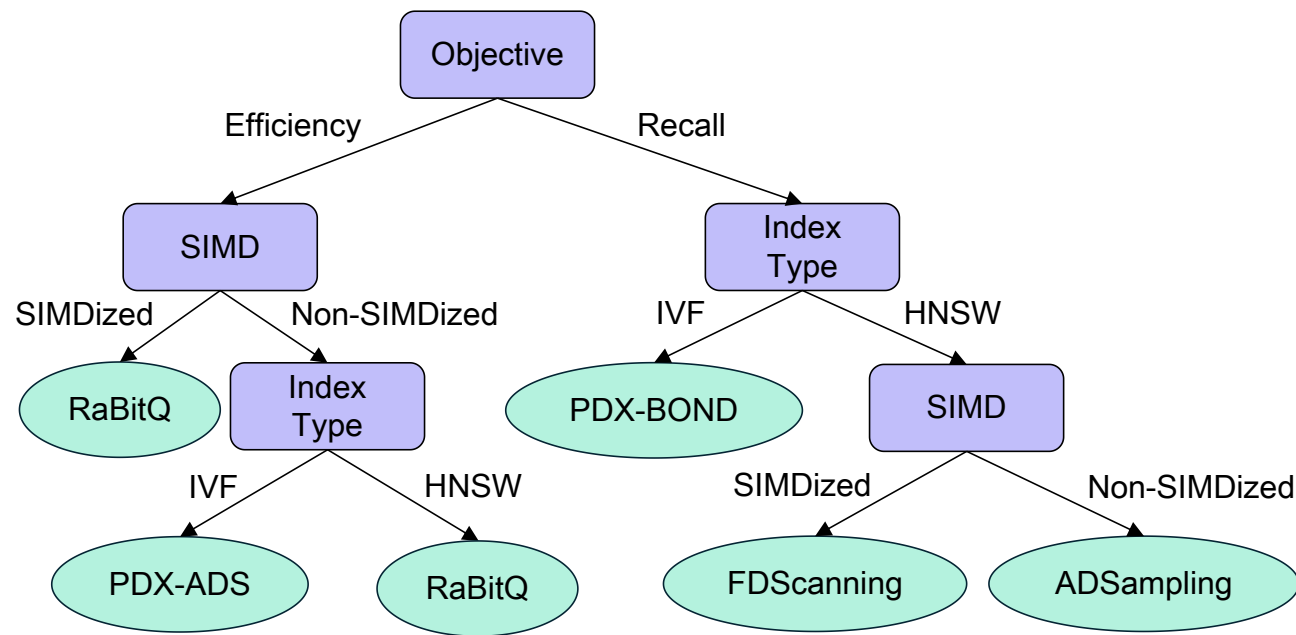 Objective
Efficiency
Recall
SIMD
Index
Type
SIMDized
Non-SIMDized
IVF
HNSW
RaBitQ
Index
Type
PDX-BOND
SIMD
IVF
HNSW
SIMDized
Non-SIMDized
PDX-ADS
RaBitQ
FDScanning
ADSampling